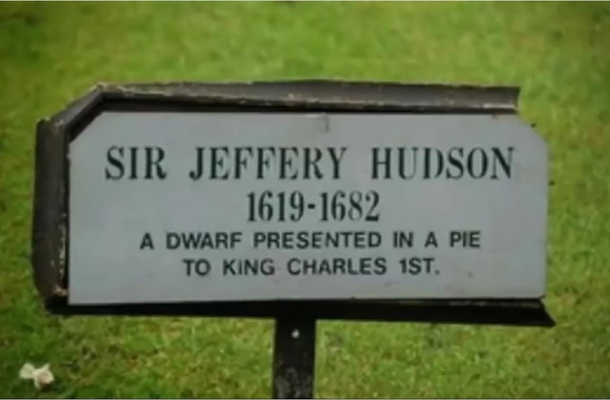 SIR JEFFERY HUDSON
1619-1682
A DWARF PRESENTED IN A PIE
TO KING CHARLES 1ST.